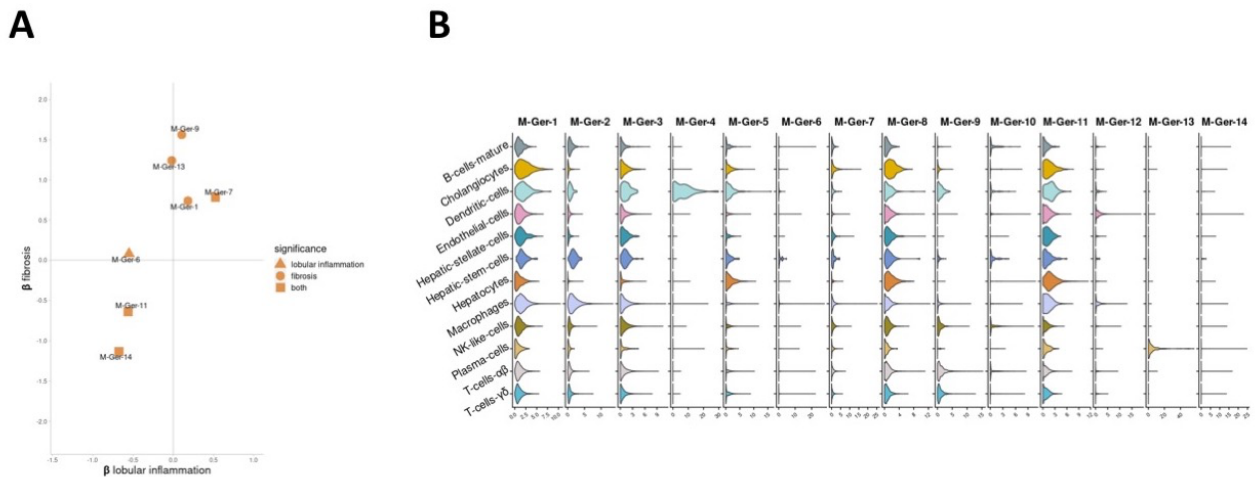 A
B
2.0
1.5
1.0
0.5
0.0
-0.5
-1.0
-1.5
-2.0
β fibrosis
M-Ger-9
M-Ger-13
M-Ger-7
M-Ger-1
M-Ger-6
M-Ger-11
M-Ger-14
-1.5 -1.0 -0.5 0.0 0.5 1.0
β lobular inflammation
significance
lobular inflammation
fibrosis
both
M-Ger-1 M-Ger-2 M-Ger-3 M-Ger-4 M-Ger-5 M-Ger-6 M-Ger-7 M-Ger-8 M-Ger-9 M-Ger-10 M-Ger-11 M-Ger-12 M-Ger-13 M-Ger-14
B-cells-mature
Cholangiocytes
Dendritic-cells
Endothelial-cells
Hepatic-stellate-cells
Hepatic-stem-cells
Hepatocytes
Macrophages
NK-like-cells
Plasma-cells
T-cells-αβ
T-cells-γδ